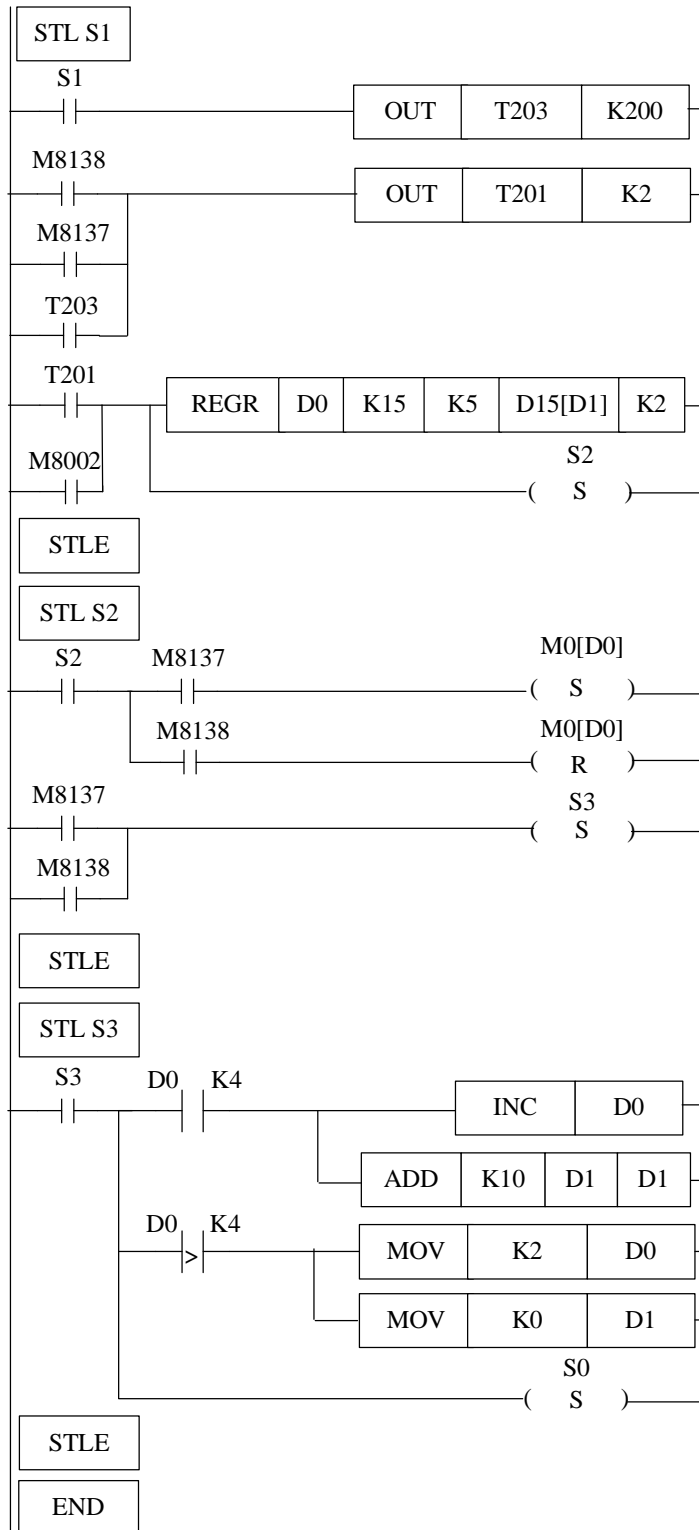 STL S1
S1
OUT T203 K200
M8138
OUT T201 K2
M8137
T203
T201
REGR D0 K15 K5 D15[D1] K2
M8002
S2
( S )
STLE
STL S2
S2 M8137 M0[D0]
( S )
M8138 M0[D0]
( R )
M8137 S3
( S )
M8138
STLE
STL S3
S3 D0 K4
INC D0
ADD K10 D1 D1
D0 K4
>
MOV K2 D0
MOV K0 D1
S0
( S )
STLE
END